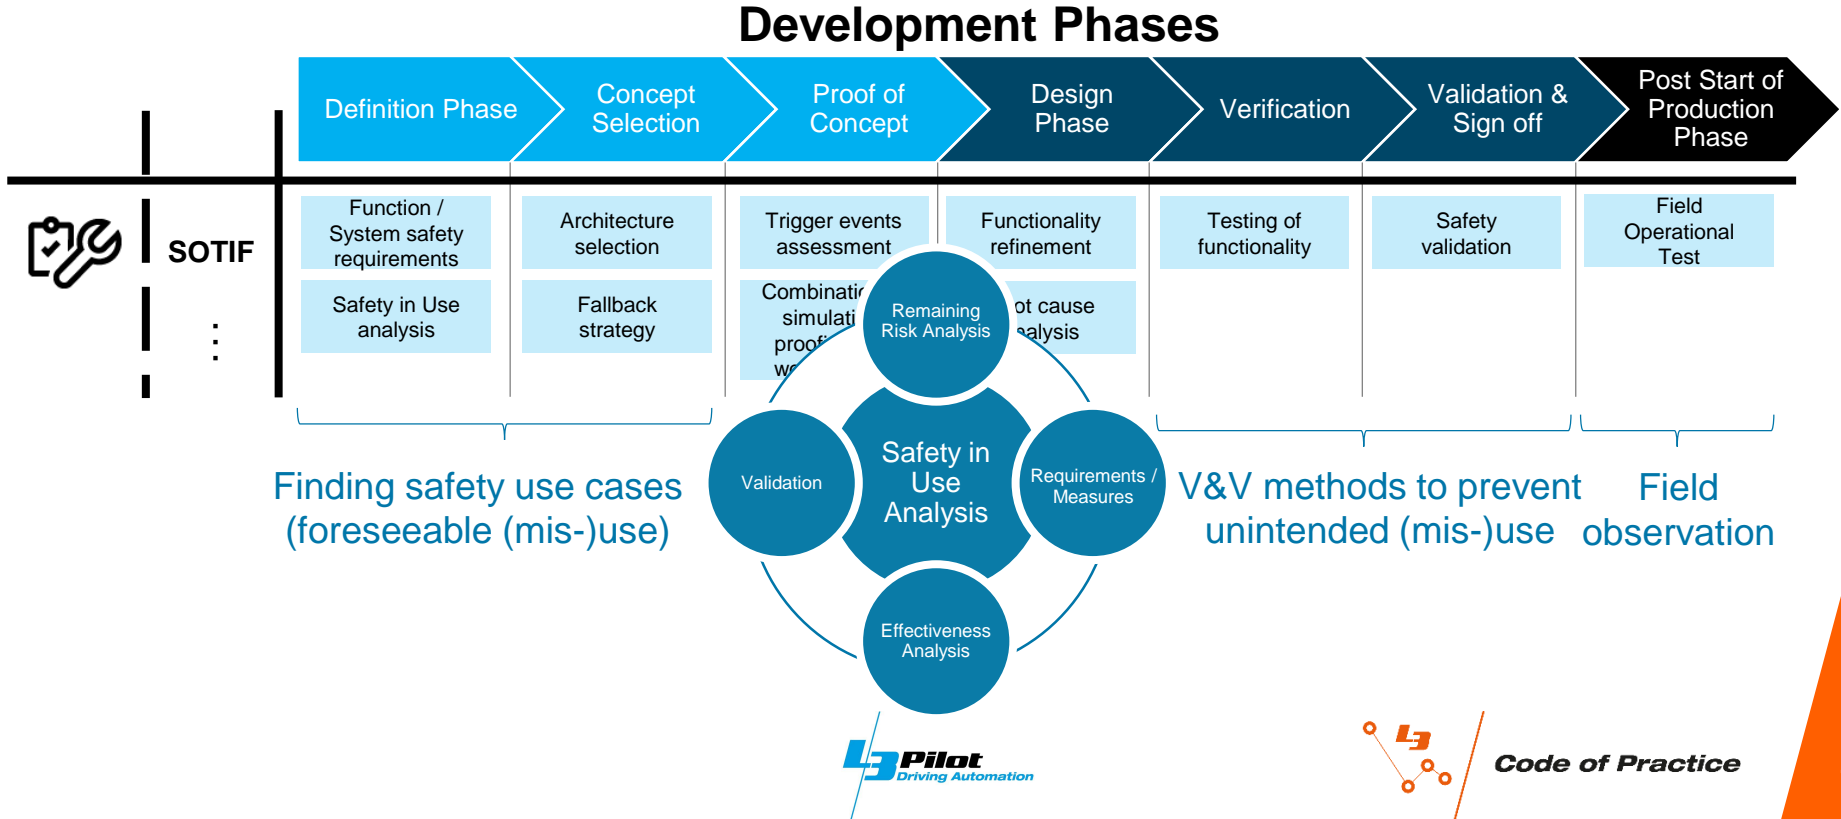 Development Phases
Definition Phase
Concept
Selection
Proof of
Concept
Design
Phase
Verification
Validation &
Sign off
Post Start of
Production
Phase
SOTIF
⋮
Function /
System safety
requirements
Safety in Use
analysis
Architecture
selection
Fallback
strategy
Trigger events
assessment
Functionality
refinement
cause
Testing of
functionality
Safety
validation
Field
Operational
Test
Finding safety use cases
(foreseeable (mis-)use)
Remaining
Risk Analysis
Validation
Safety in
Use
Analysis
Requirements /
Measures
Effectiveness
Analysis
V&V methods to prevent
unintended (mis-)use
Field
observation
L3Pilot
Driving Automation
L3
Code of Practice